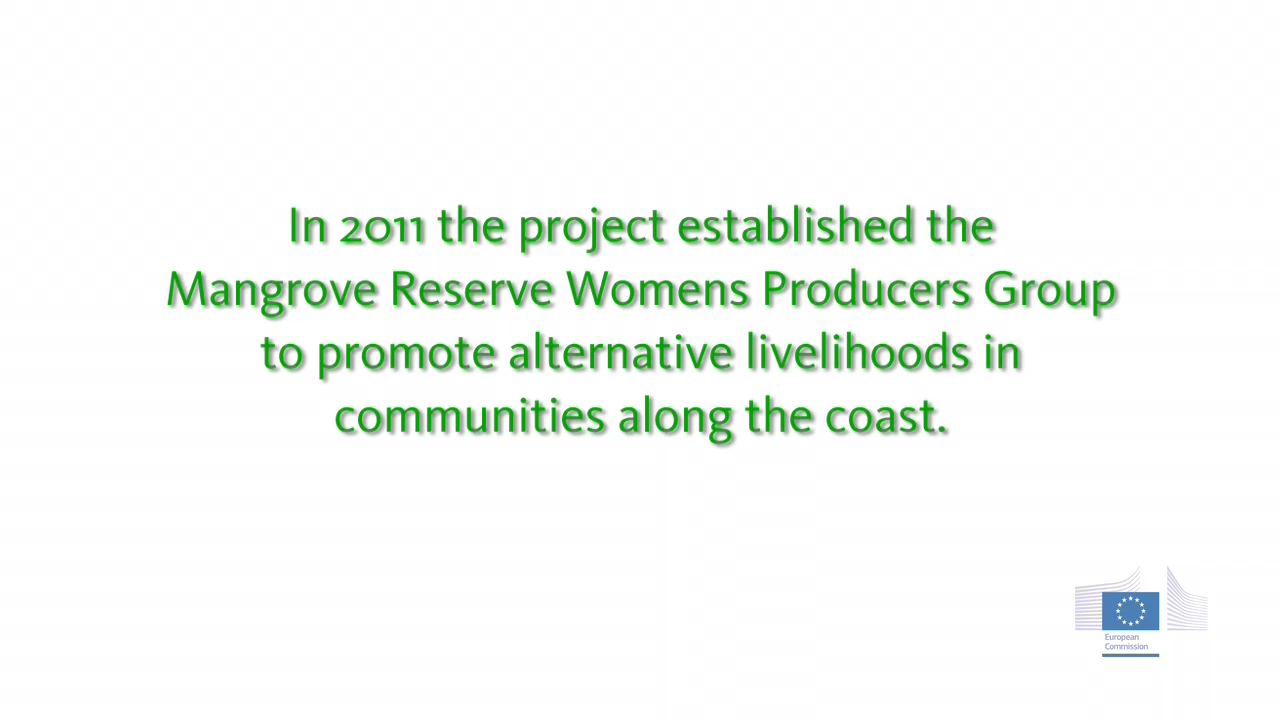 In 2011 the project established the
Mangrove Reserve Womens Producers Group
to promote alternative livelihoods in
communities along the coast.
European
Commission